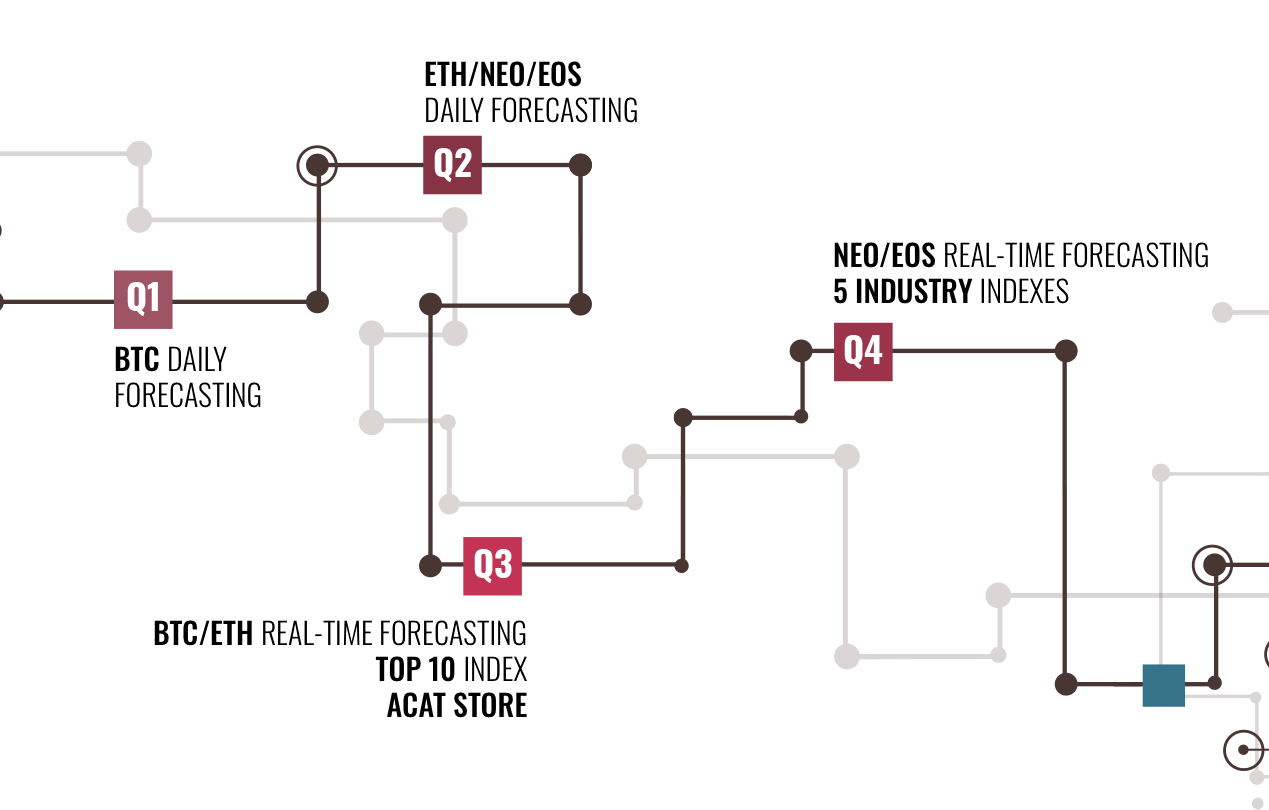 ETH/NEO/EOS
DAILY FORECASTING
Q2
Q1
BTC DAILY
FORECASTING
NEO/EOS REAL-TIME FORECASTING
5 INDUSTRY INDEXES
Q4
Q3
BTC/ETH REAL-TIME FORECASTING
TOP 10 INDEX
ACAT STORE